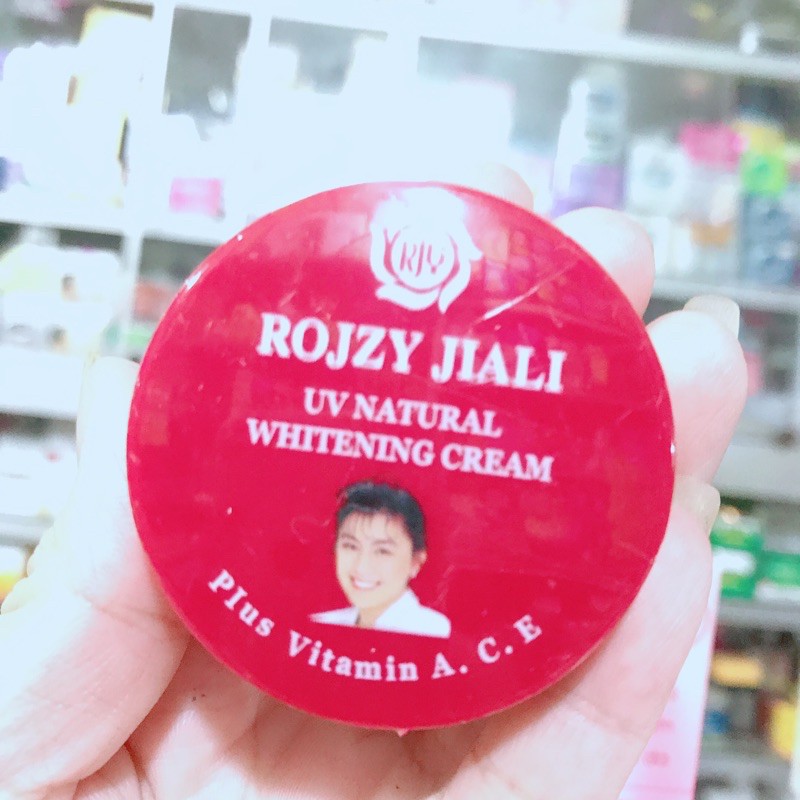 RJY
ROJZY JIALI
UV NATURAL
WHITENING CREAM
PIus Vitamin A. C. E